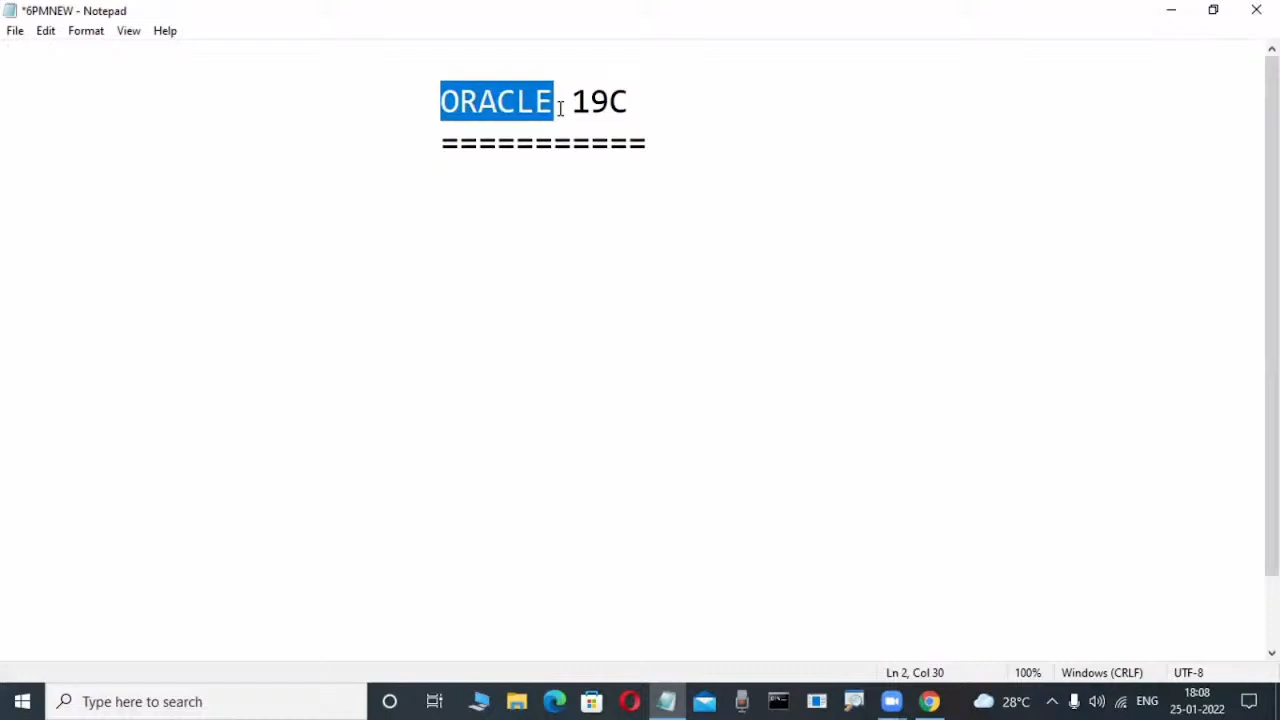 *6PMNEW - Notepad
File Edit Format View Help
ORACLE 19C
===========
Ln 2, Col 30 100% Windows (CRLF) UTF-8
Type here to search 28°C ENG 18:08
25-01-2022